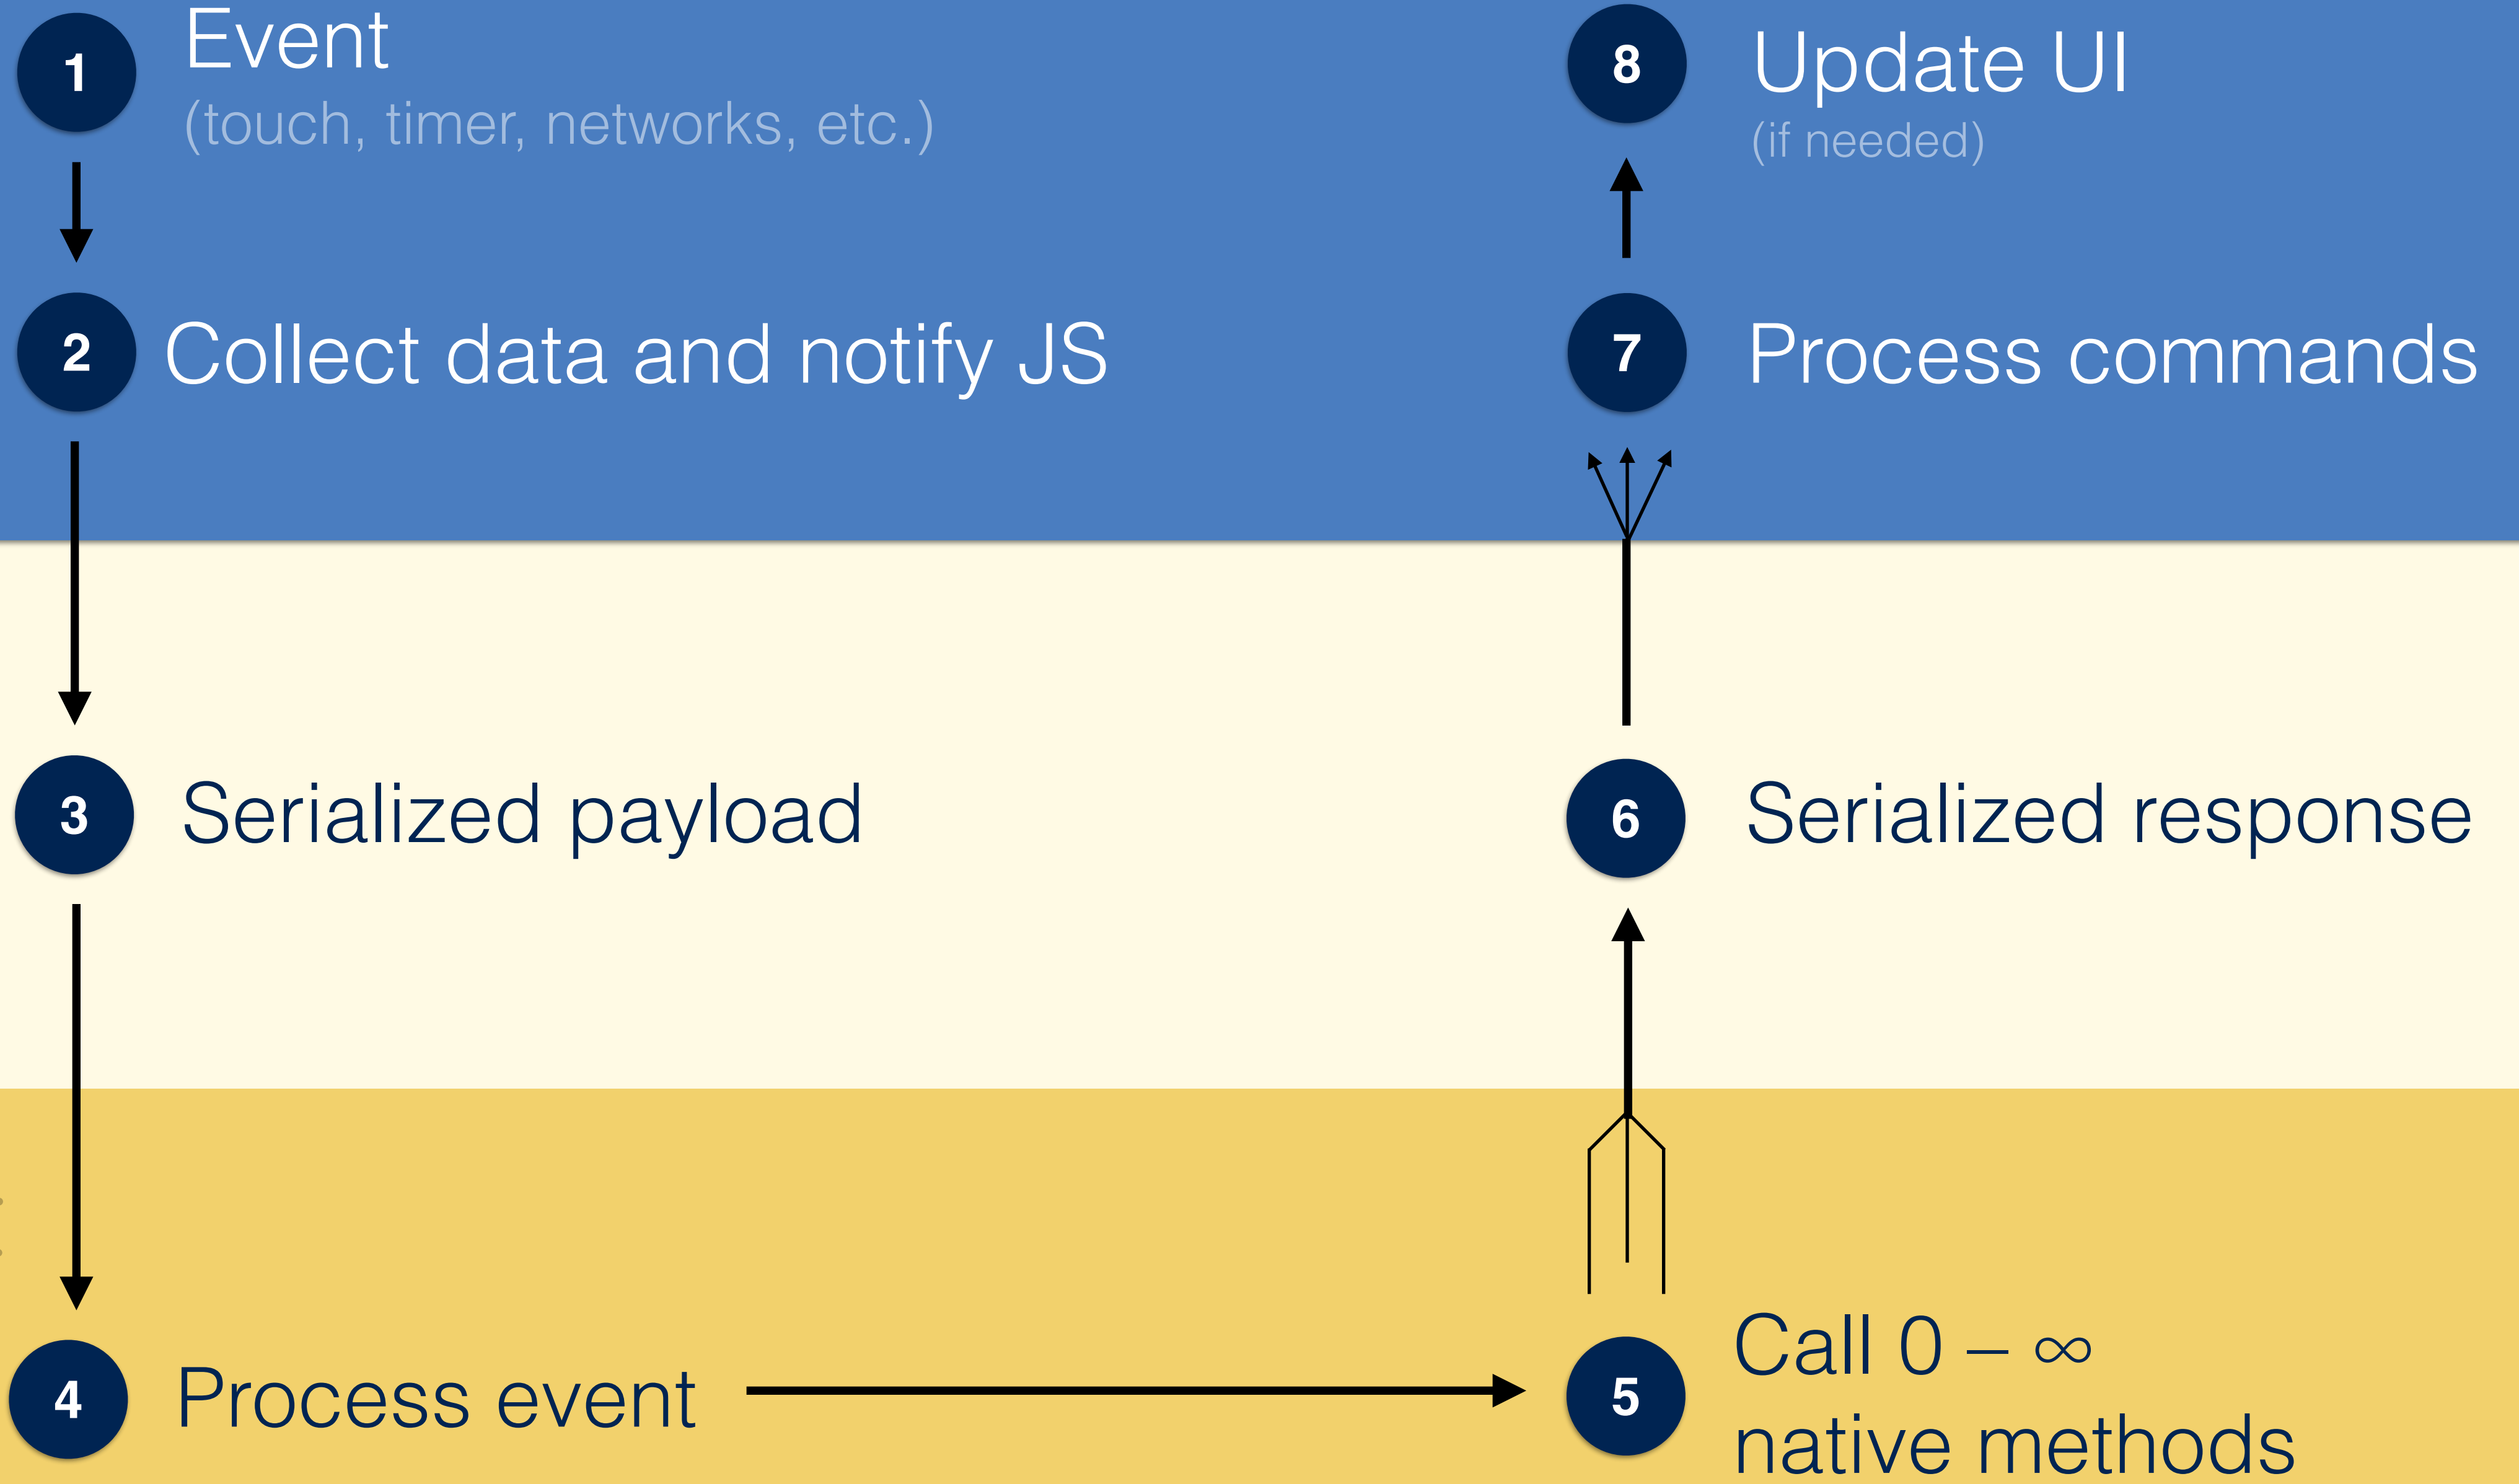 1
Event
(touch, timer, networks, etc.)
2
Collect data and notify JS
3
Serialized payload
4
Process event
5
Call 0 – ∞
native methods
6
Serialized response
7
Process commands
8
Update UI
(if needed)